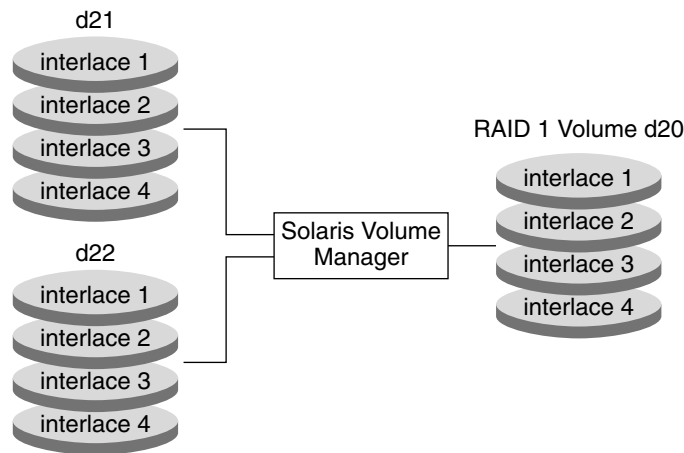 d21
interlace 1
interlace 2
interlace 3
interlace 4
d22
interlace 1
interlace 2
interlace 3
interlace 4
Solaris Volume
Manager
RAID 1 Volume d20
interlace 1
interlace 2
interlace 3
interlace 4